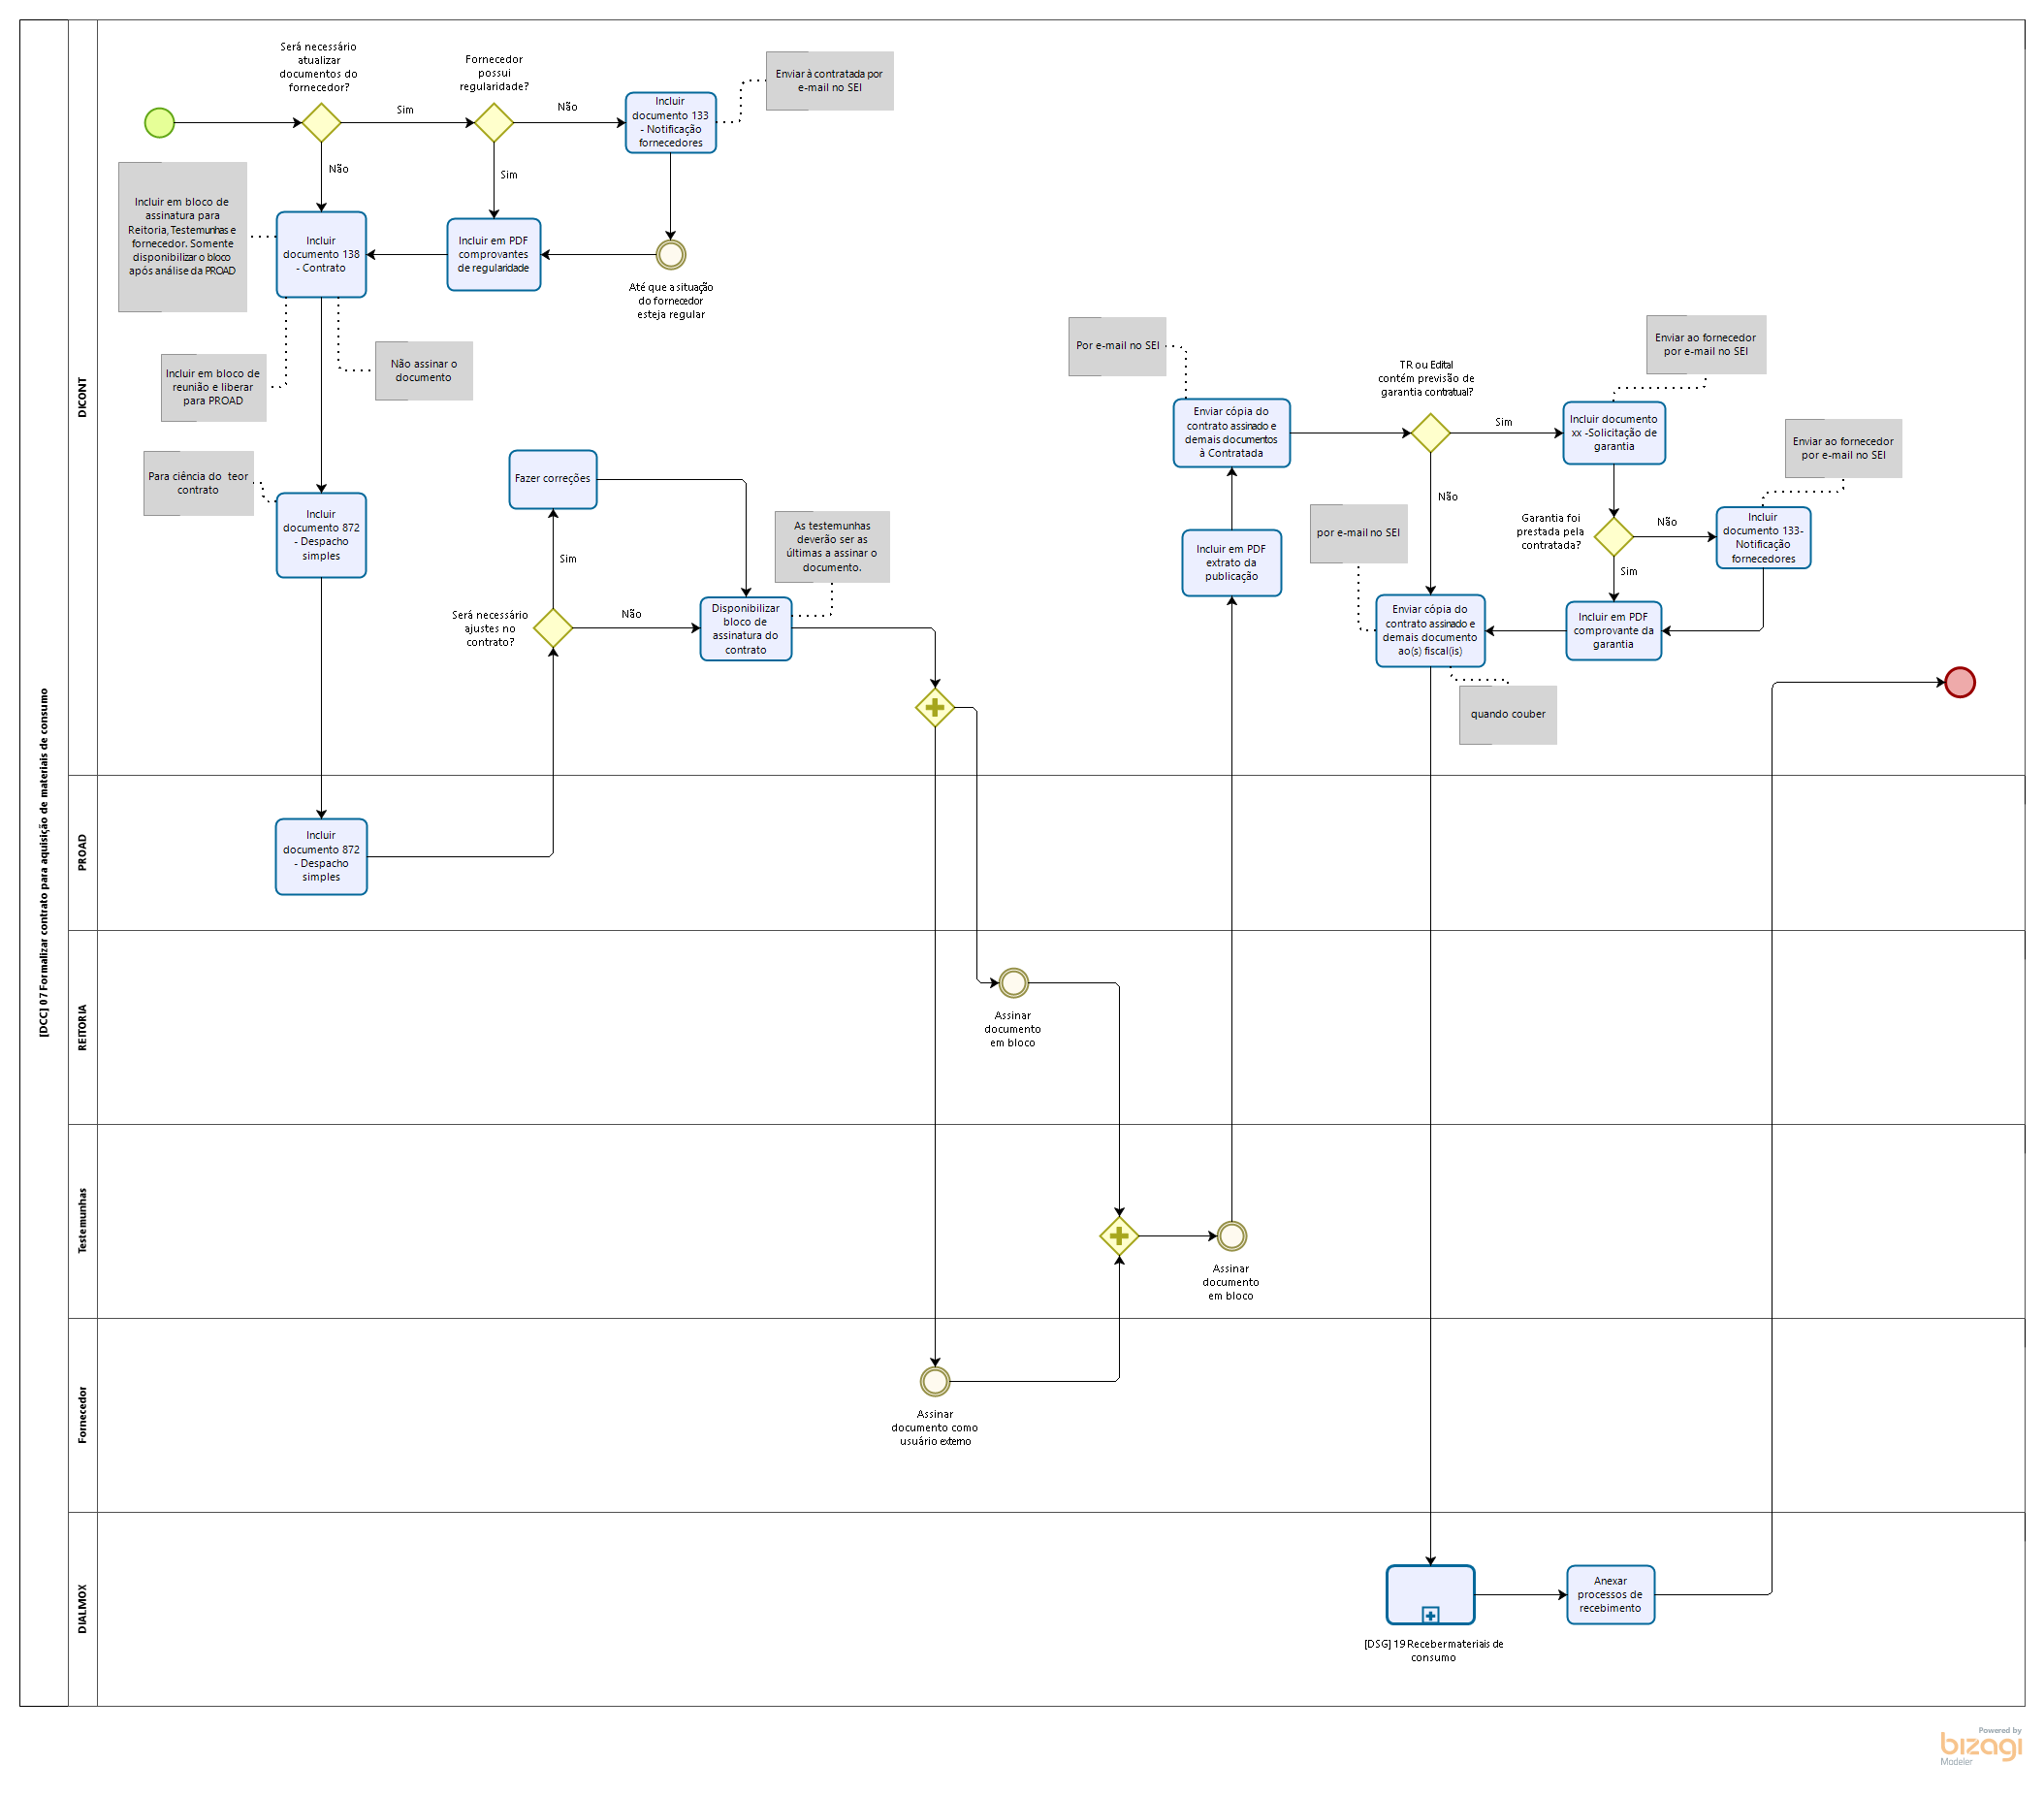 [DCC] 07 Formalizar contrato para aquisição de materiais de consumo
DICONT
Será necessário
atualizar
documentos do
fornecedor?
Sim
Não
Fornecedor
possui
regularidade?
Não
Sim
Incluir
documento 133
- Notificação
fornecedores
Enviar à contratada por
e-mail no SEI
Incluir em bloco de
assinatura para
Reitoria, Testemunhas e
fornecedor. Somente
disponibilizar o bloco
após análise da PROAD
Incluir
documento 138
- Contrato
Incluir em PDF
comprovantes
de regularidade
Até que a situação
do fornecedor
esteja regular
Incluir em bloco de
reunião e liberar
para PROAD
Não assinar o
documento
Para ciência do  teor
contrato
Incluir
documento 872
- Despacho
simples
Fazer correções
Sim
Será necessário
ajustes no
contrato?
Não
As testemunhas
deverão ser as
últimas a assinar o
documento.
Disponibilizar
bloco de
assinatura do
contrato
Por e-mail no SEI
Enviar cópia do
contrato assinado e
demais documentos
à Contratada
Incluir em PDF
extrato da
publicação
TR ou Edital
contém previsão de
garantia contratual?
Sim
Não
Enviar ao fornecedor
por e-mail no SEI
Incluir documento
xx -Solicitação de
garantia
Enviar ao fornecedor
por e-mail no SEI
Garantia foi
prestada pela
contratada?
Não
Sim
Incluir
documento 133-
Notificação
fornecedores
por e-mail no SEI
Enviar cópia do
contrato assinado e
demais documento
ao(s) fiscal(is)
Incluir em PDF
comprovante da
garantia
quando couber
PROAD
Incluir
documento 872
- Despacho
simples
REITORIA
Assinar
documento
em bloco
Testemunhas
Assinar
documento
em bloco
Fornecedor
Assinar
documento como
usuário externo
DIALMOX
[DSG] 19 Receber materiais de
consumo
Anexar
processos de
recebimento
Powered by
bizagi
Modeler